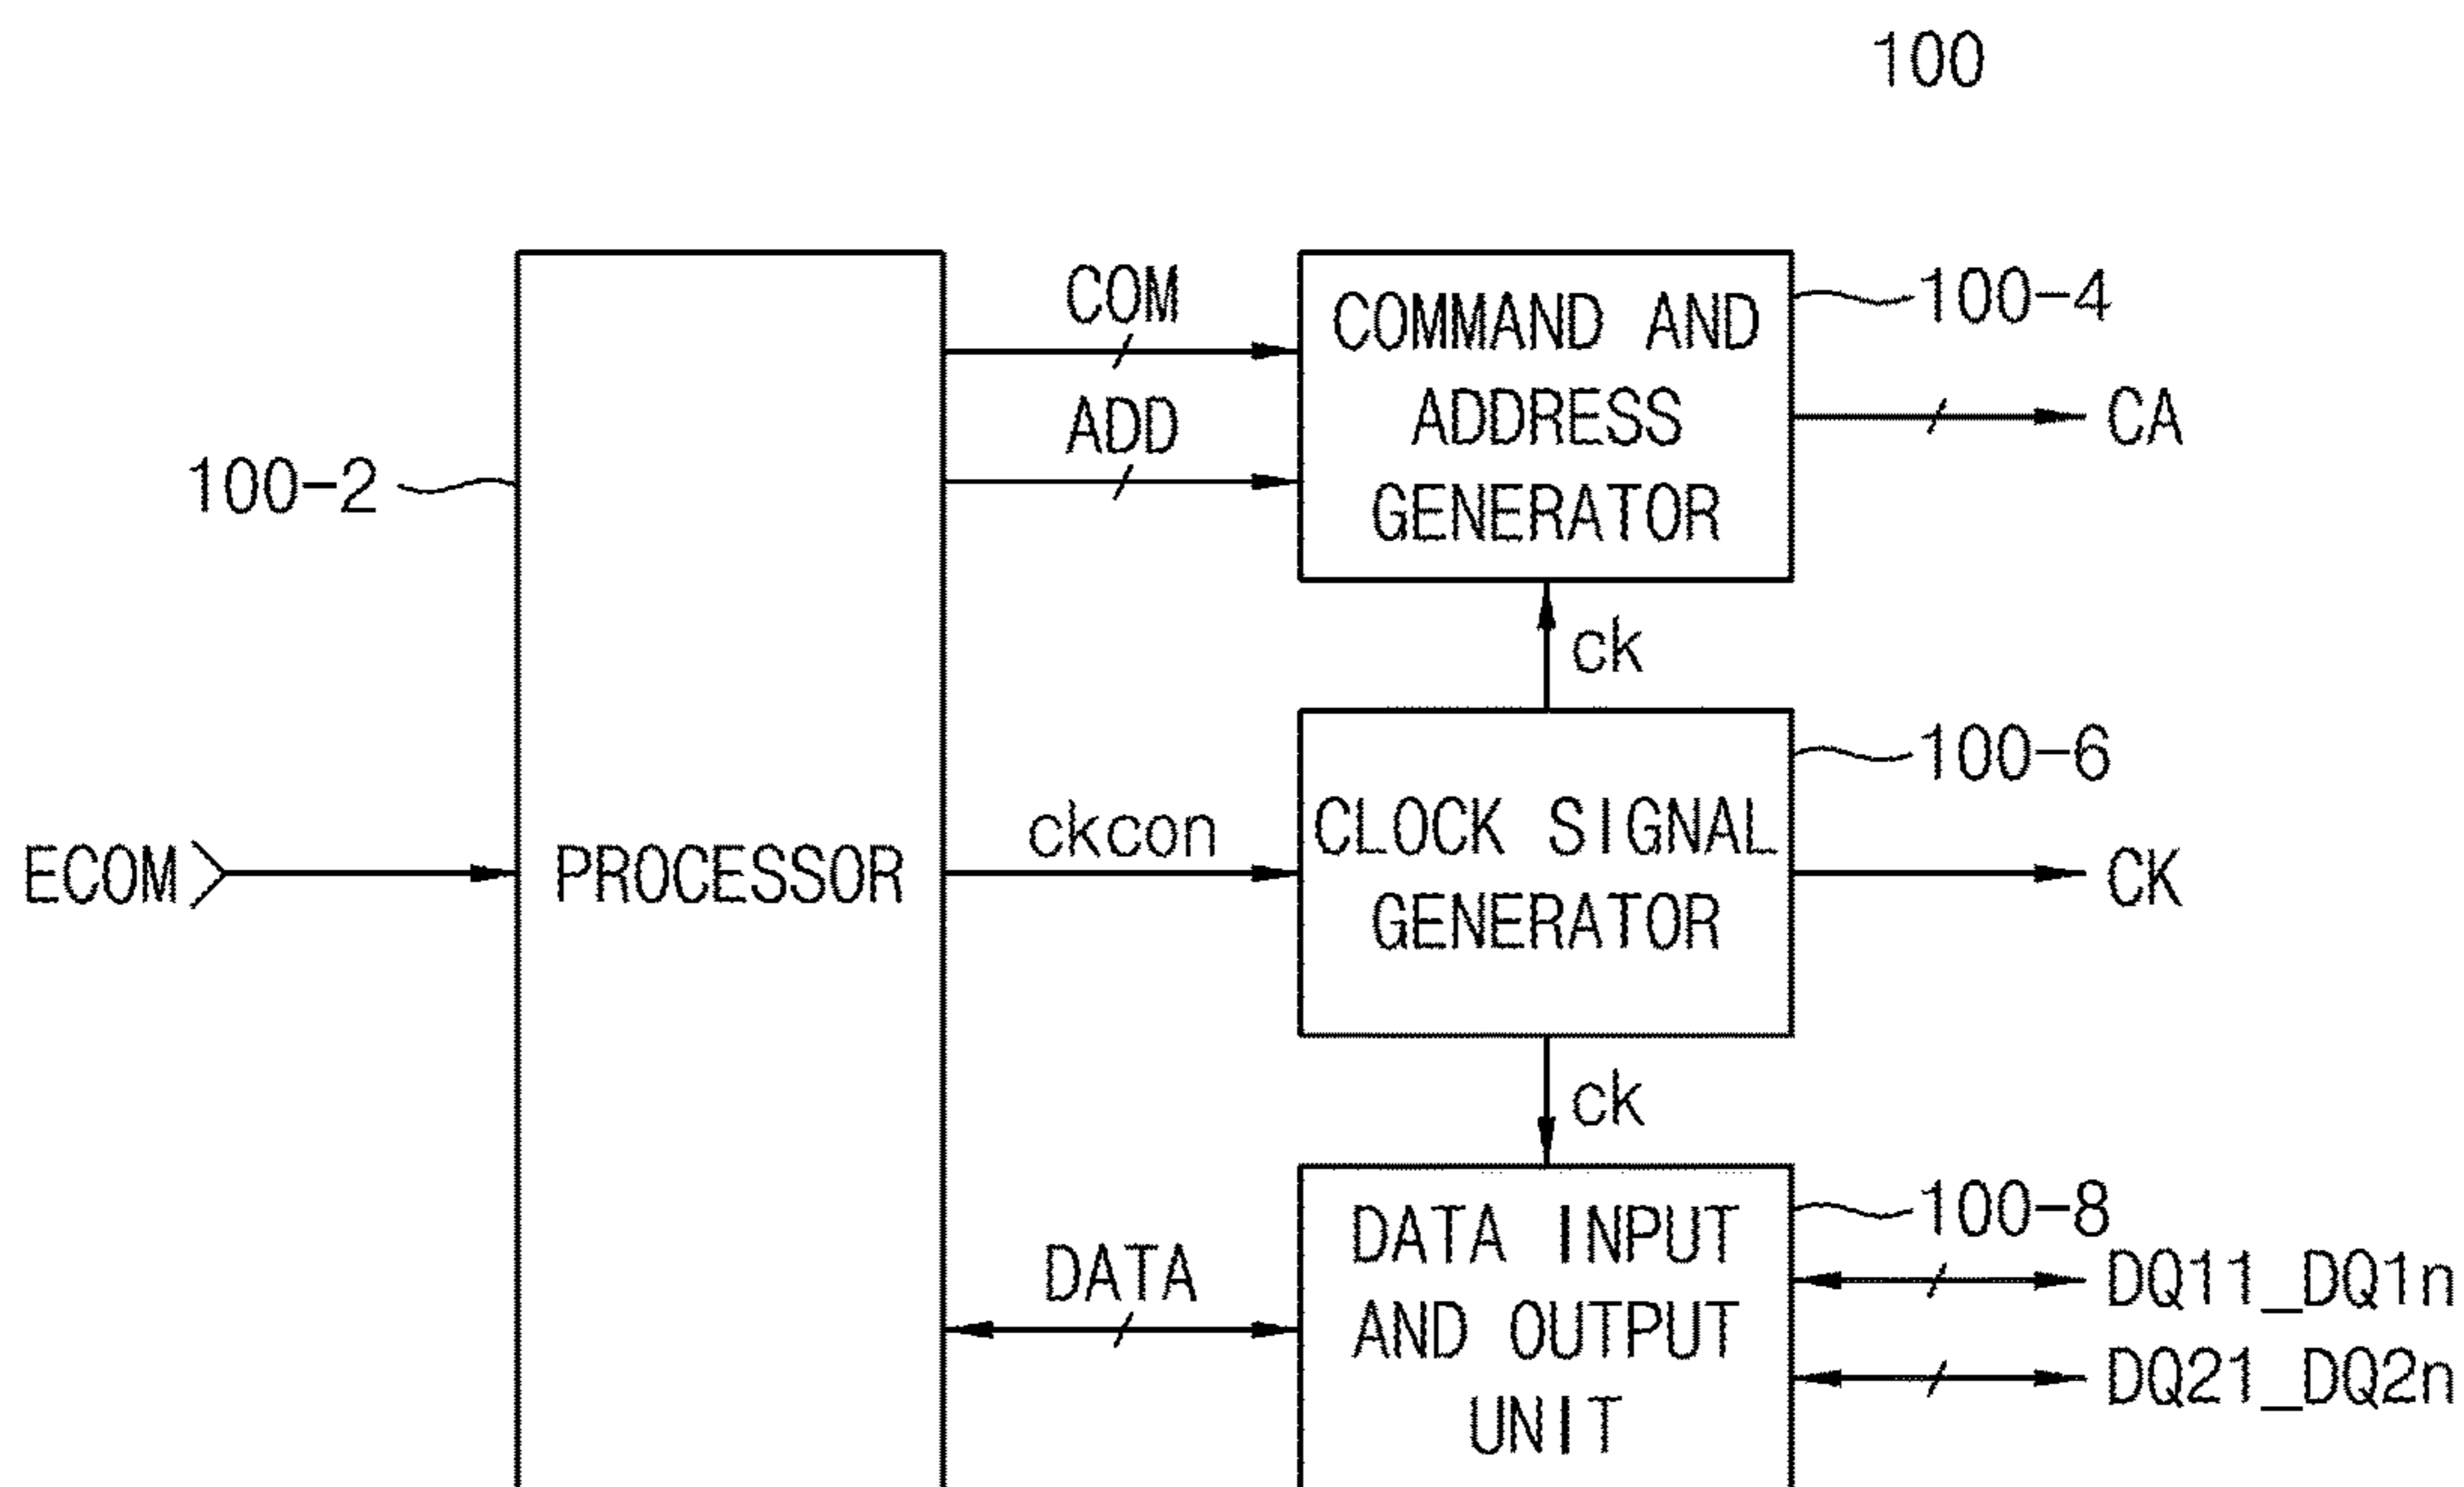 100
COM
COMMAND AND
ADDRESS
GENERATOR
100-4
ADD
CA
100-2
ck
ECOM
PROCESSOR
ckcon
CLOCK SIGNAL
GENERATOR
100-6
CK
ck
DATA
DATA INPUT
AND OUTPUT
UNIT
100-8
DQ11_DQ1n
DQ21_DQ2n